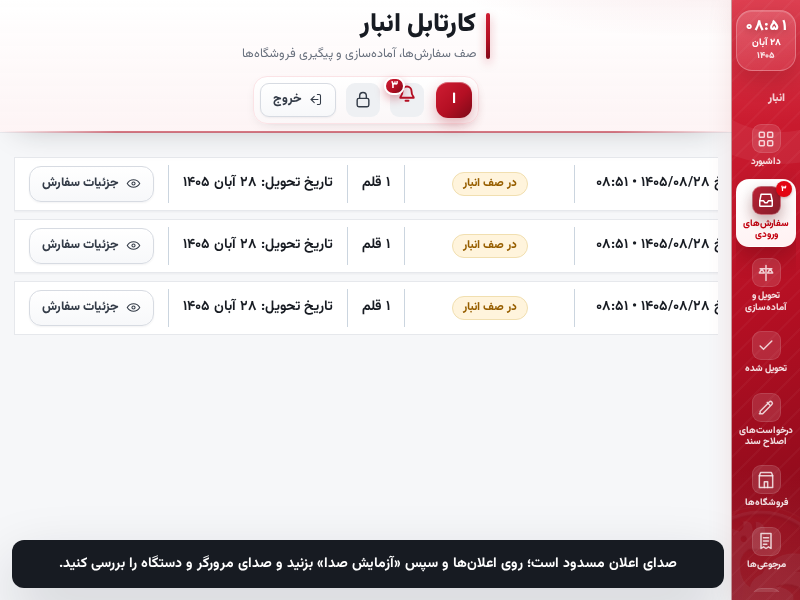 ۰۸:۵۱
۲۸ آبان
۱۴۰۵
انبار
داشبورد
۳
سفارش‌های
ورودی
تحویل و
آماده‌سازی
تحویل شده
درخواست‌های
اصلاح سند
فروشگاه‌ها
مرجوعی‌ها
کارتابل انبار
صف سفارش‌ها، آماده‌سازی و پیگیری فروشگاه‌ها
ا
۳
خروج
۱۴۰۵/۰۸/۲۸ • ۰۸:۵۱ در صف انبار ۱ قلم تاریخ تحویل: ۲۸ آبان ۱۴۰۵ جزئیات سفارش
۱۴۰۵/۰۸/۲۸ • ۰۸:۵۱ در صف انبار ۱ قلم تاریخ تحویل: ۲۸ آبان ۱۴۰۵ جزئیات سفارش
۱۴۰۵/۰۸/۲۸ • ۰۸:۵۱ در صف انبار ۱ قلم تاریخ تحویل: ۲۸ آبان ۱۴۰۵ جزئیات سفارش
صدای اعلان مسدود است؛ روی اعلان‌ها و سپس «آزمایش صدا» بزنید و صدای مرورگر و دستگاه را بررسی کنید.